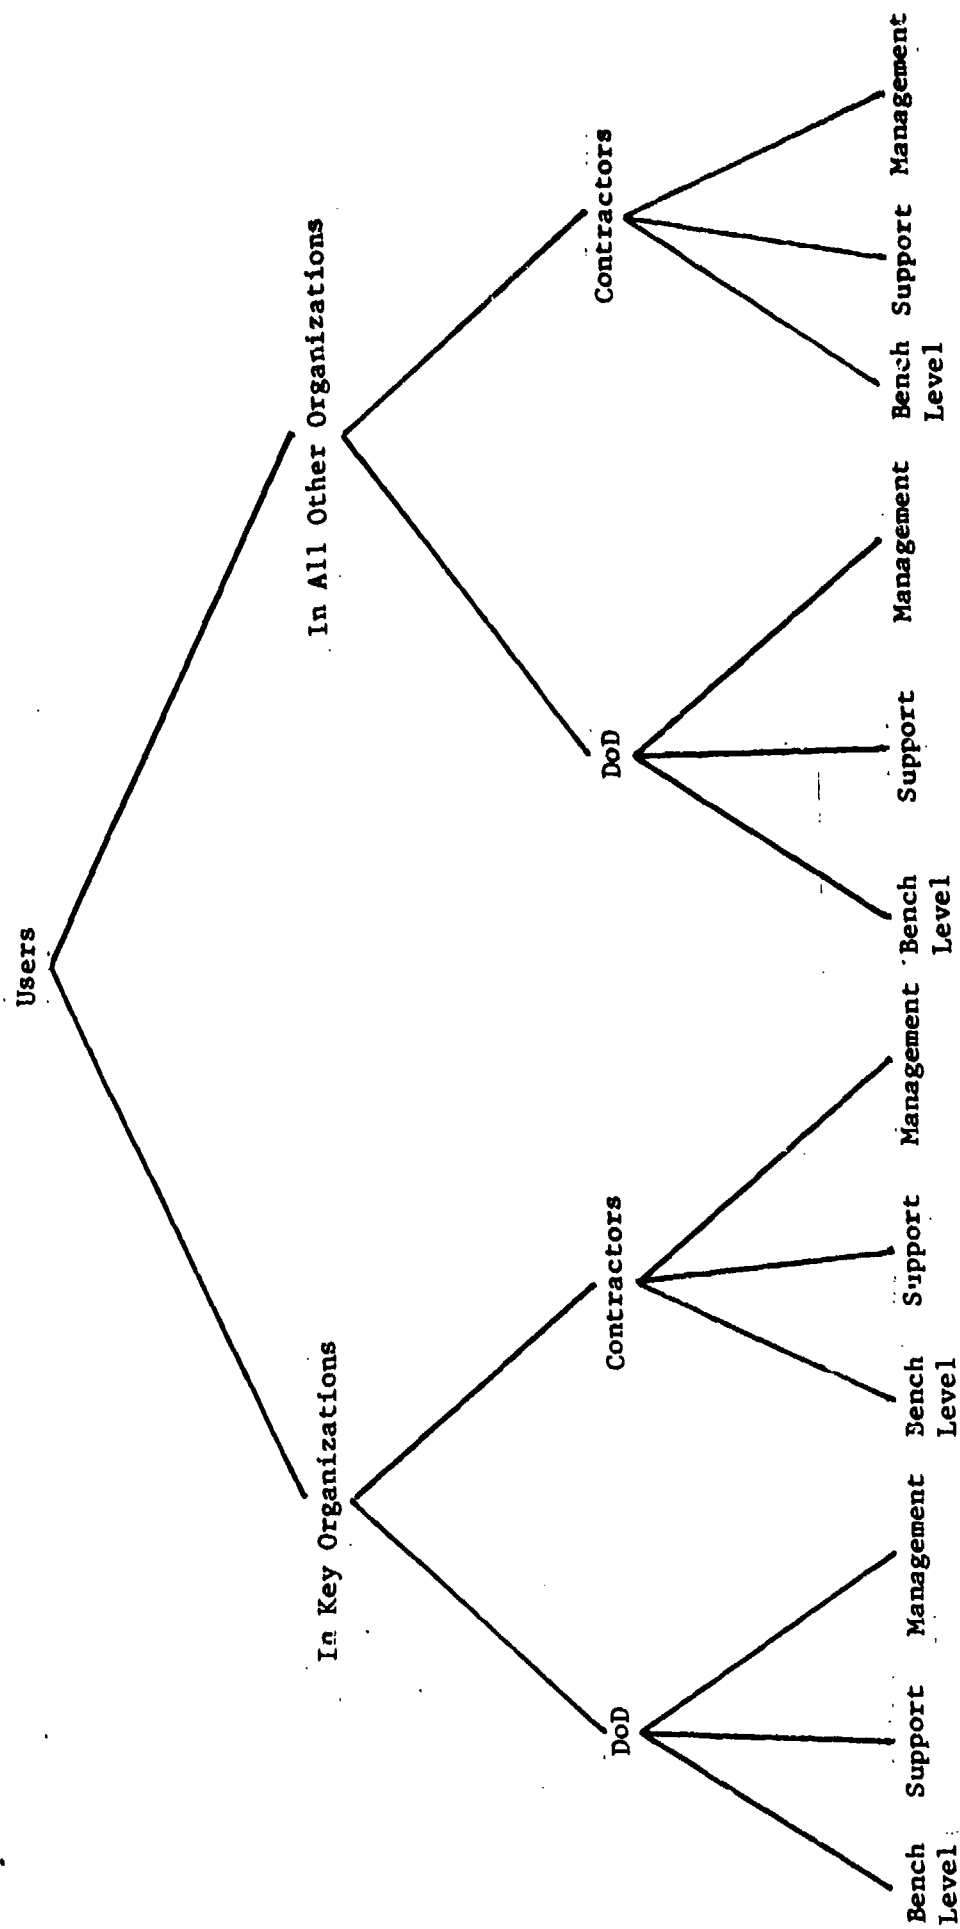 Users
In Key Organizations
In All Other Organizations
DoD
Contractors
DoD
Contractors
Bench
Level
Support
Management
Bench
Level
Support
Management
Bench
Level
Support
Management
Bench
Level
Support
Management